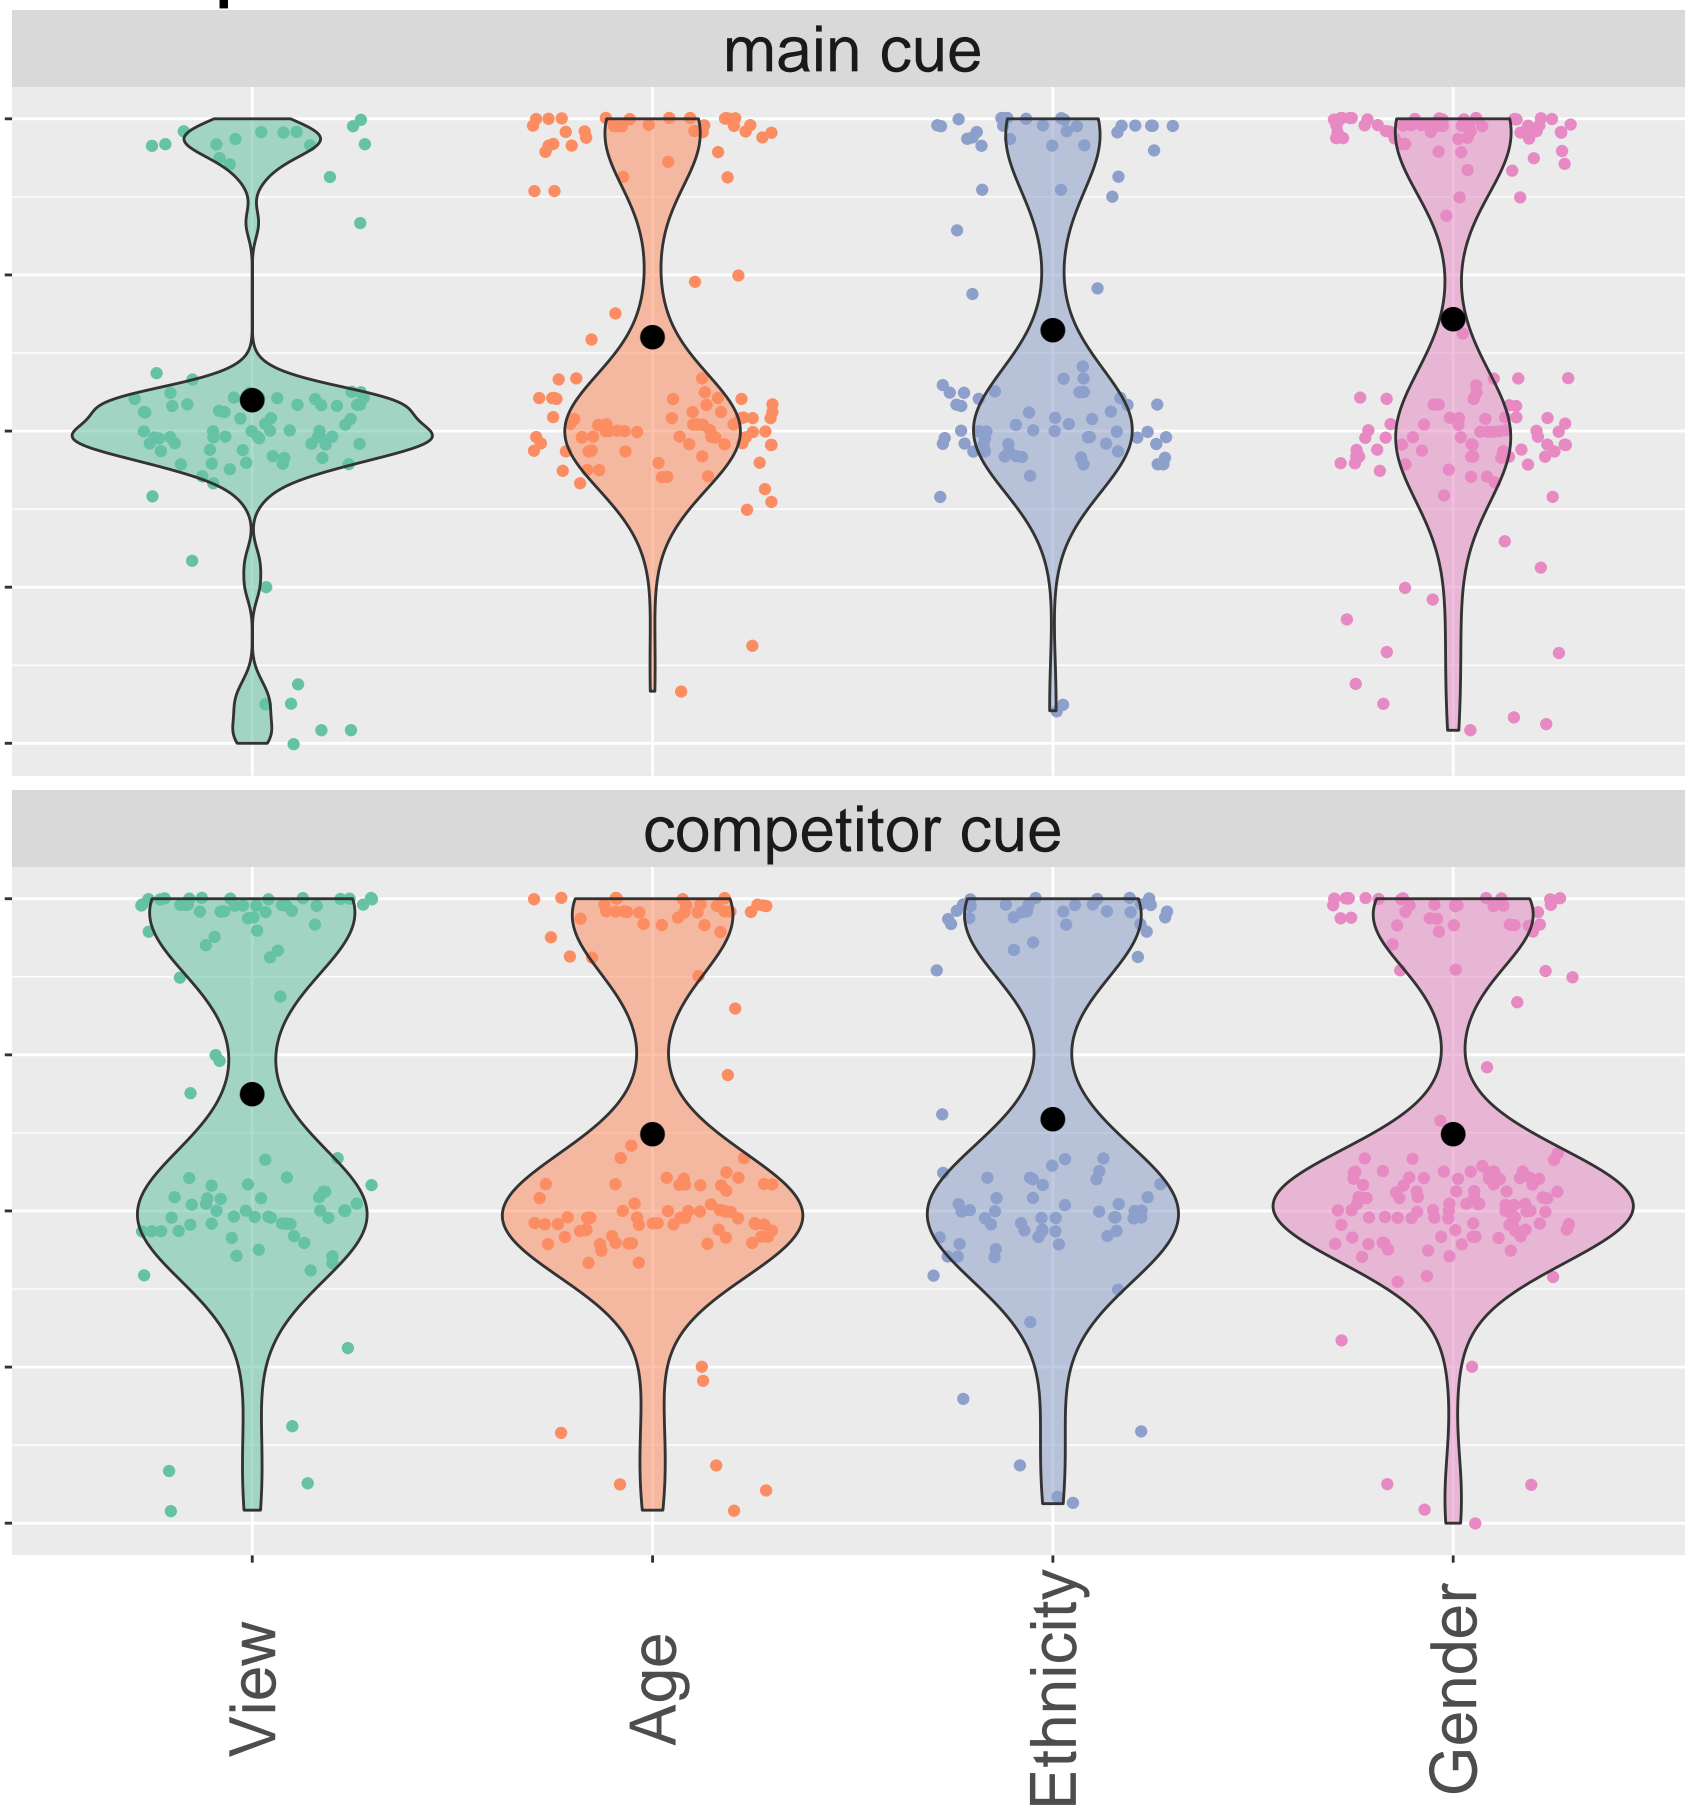 main cue
competitor cue
View
Age
Ethnicity
Gender